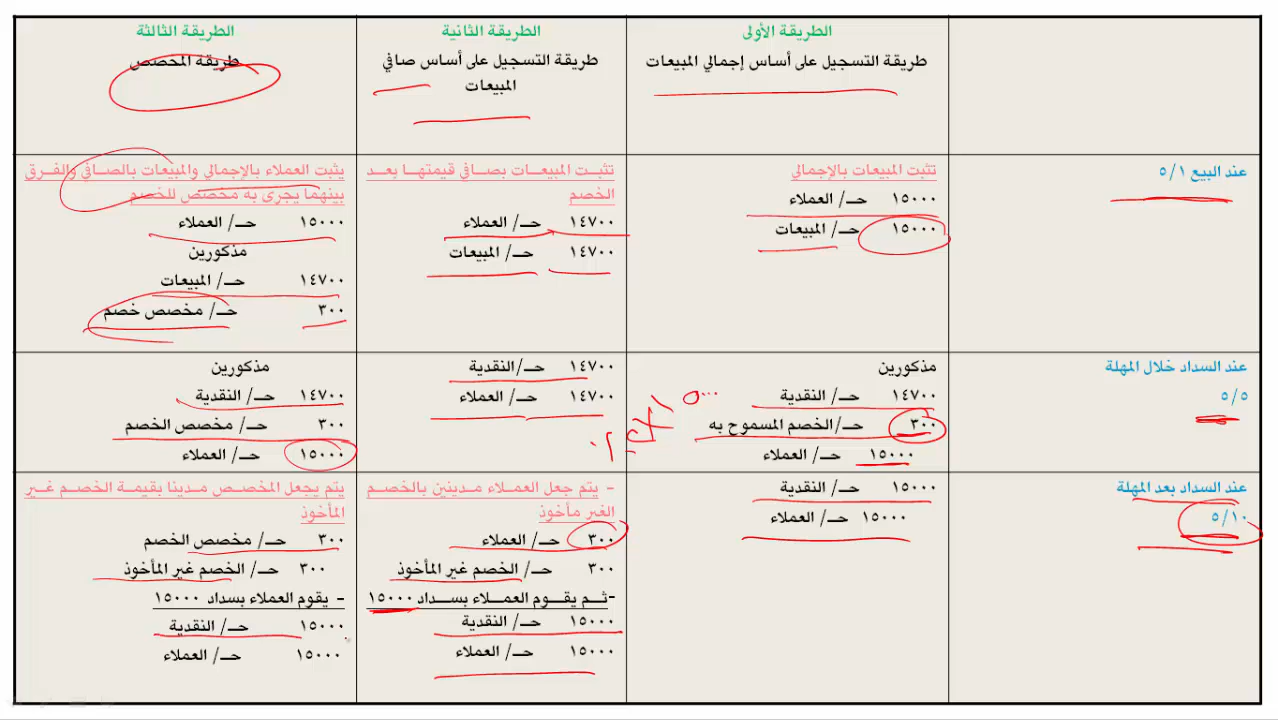 الطريقة الأولى
طريقة التسجيل على أساس إجمالي المبيعات
الطريقة الثانية
طريقة التسجيل على أساس صافي
المبيعات
الطريقة الثالثة
طريقة المخصص
عند البيع ٥/١
تثبت المبيعات بالإجمالي
١٥٠٠٠ حـ/ العملاء
١٥٠٠٠ حـ/ المبيعات
تثبت المبيعات بصافي قيمتها بعد
الخصم
١٤٧٠٠ حـ/ العملاء
١٤٧٠٠ حـ/ المبيعات
يثبت العملاء بالإجمالي والمبيعات بالصافي والفرق
بينهما يجرى به مخصص للخصم
١٥٠٠٠ حـ/ العملاء
مذكورين
١٤٧٠٠ حـ/ المبيعات
٣٠٠ حـ/ مخصص خصم
عند السداد خلال المهلة
٥/٥
مذكورين
١٤٧٠٠ حـ/ النقدية
٣٠٠ حـ/الخصم المسموح به
١٥٠٠٠ حـ/ العملاء
١٤٧٠٠ حـ/النقدية
١٤٧٠٠ حـ/ العملاء
مذكورين
١٤٧٠٠ حـ/ النقدية
٣٠٠ حـ/ مخصص الخصم
١٥٠٠٠ حـ/ العملاء
عند السداد بعد المهلة
٥/١٠
١٥٠٠٠ حـ/ النقدية
١٥٠٠٠ حـ/ العملاء
- يتم جعل العملاء مدينين بالخصم
الغير مأخوذ
٣٠٠ حـ/ العملاء
٣٠٠ حـ/ الخصم غير المأخوذ
-ثم يقوم العملاء بسداد ١٥٠٠٠
١٥٠٠٠ حـ/ النقدية
١٥٠٠٠ حـ/ العملاء
يتم يجعل المخصص مدينا بقيمة الخصم غير
المأخوذ
٣٠٠ حـ/ مخصص الخصم
٣٠٠ حـ/ الخصم غير المأخوذ
- يقوم العملاء بسداد ١٥٠٠٠
١٥٠٠٠ حـ/ النقدية
١٥٠٠٠ حـ/ العملاء